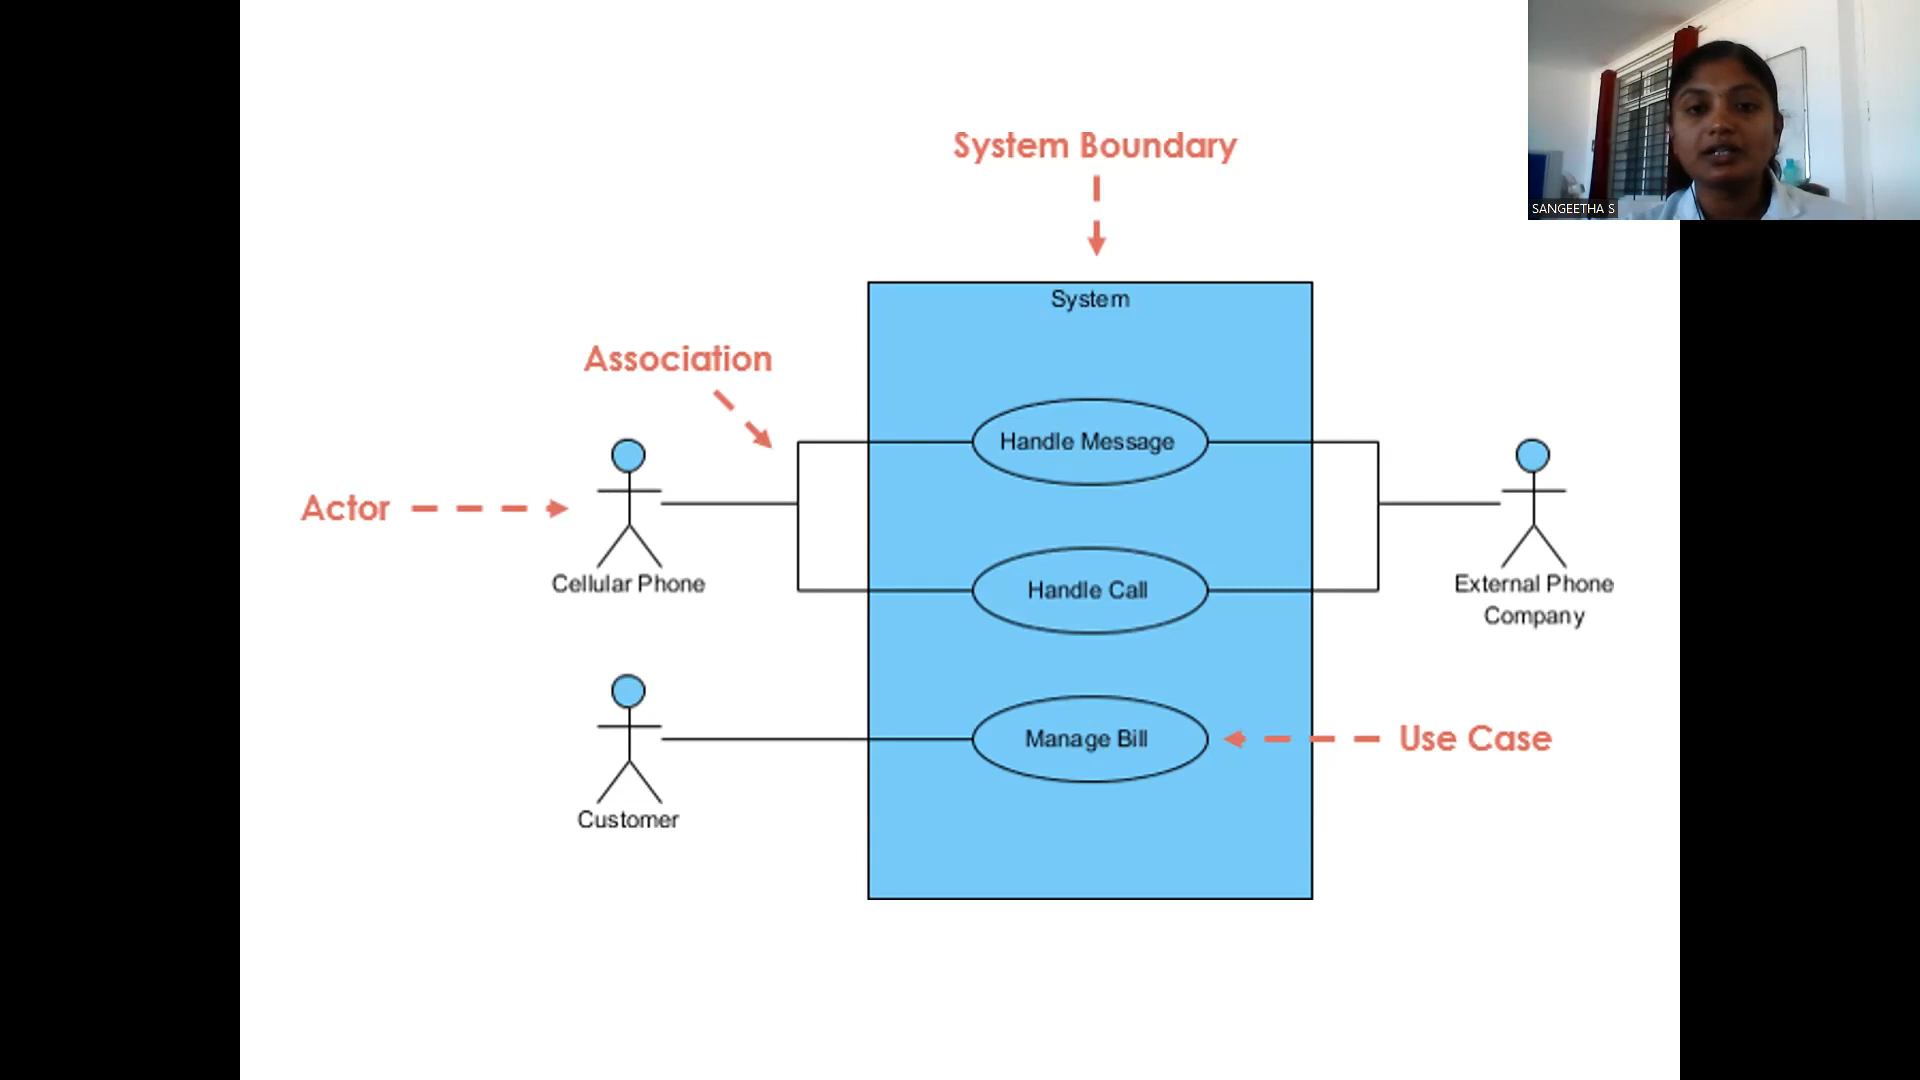 SANGEETHA S
System Boundary
System
Association
Handle Message
Actor
Cellular Phone
Handle Call
External Phone
Company
Manage Bill
Use Case
Customer